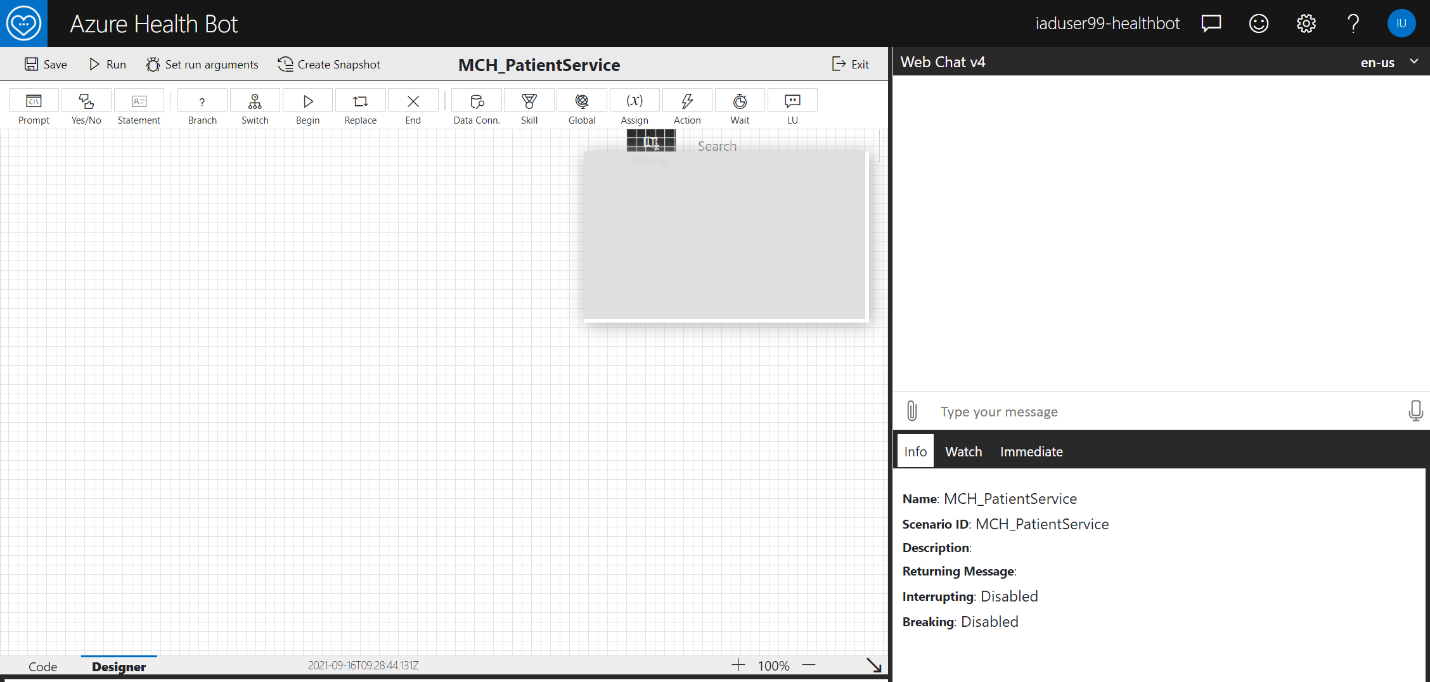 Azure Health Bot
iaduser99-healthbot
IU
Save
Run
Set run arguments
Create Snapshot
MCH_PatientService
Exit
Prompt
Yes/No
Statement
?
Branch
Switch
Begin
Replace
End
Data Conn.
Skill
Global
(x)
Assign
Action
Wait
LU
Search
Code
Designer
2021-09-16T09:28:44.131Z
100%
Web Chat v4
en-us
Type your message
Info
Watch
Immediate
Name: MCH_PatientService
Scenario ID: MCH_PatientService
Description:
Returning Message:
Interrupting: Disabled
Breaking: Disabled